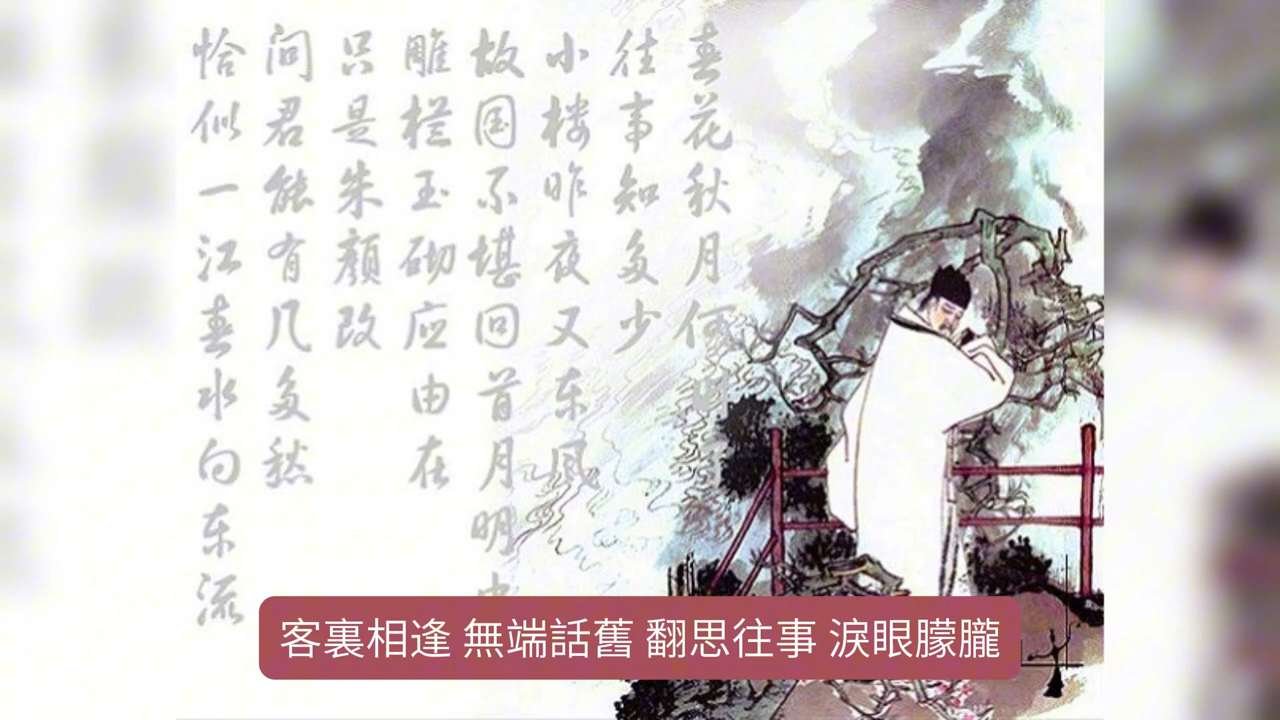 春花秋月何
往事知多少
小楼昨夜又东风
故国不堪回首月明中
雕栏玉砌应由在
只是朱颜改
问君能有几多愁
恰似一江春水向东流
客裏相逢 無端話舊 翻思往事 淚眼朦朧